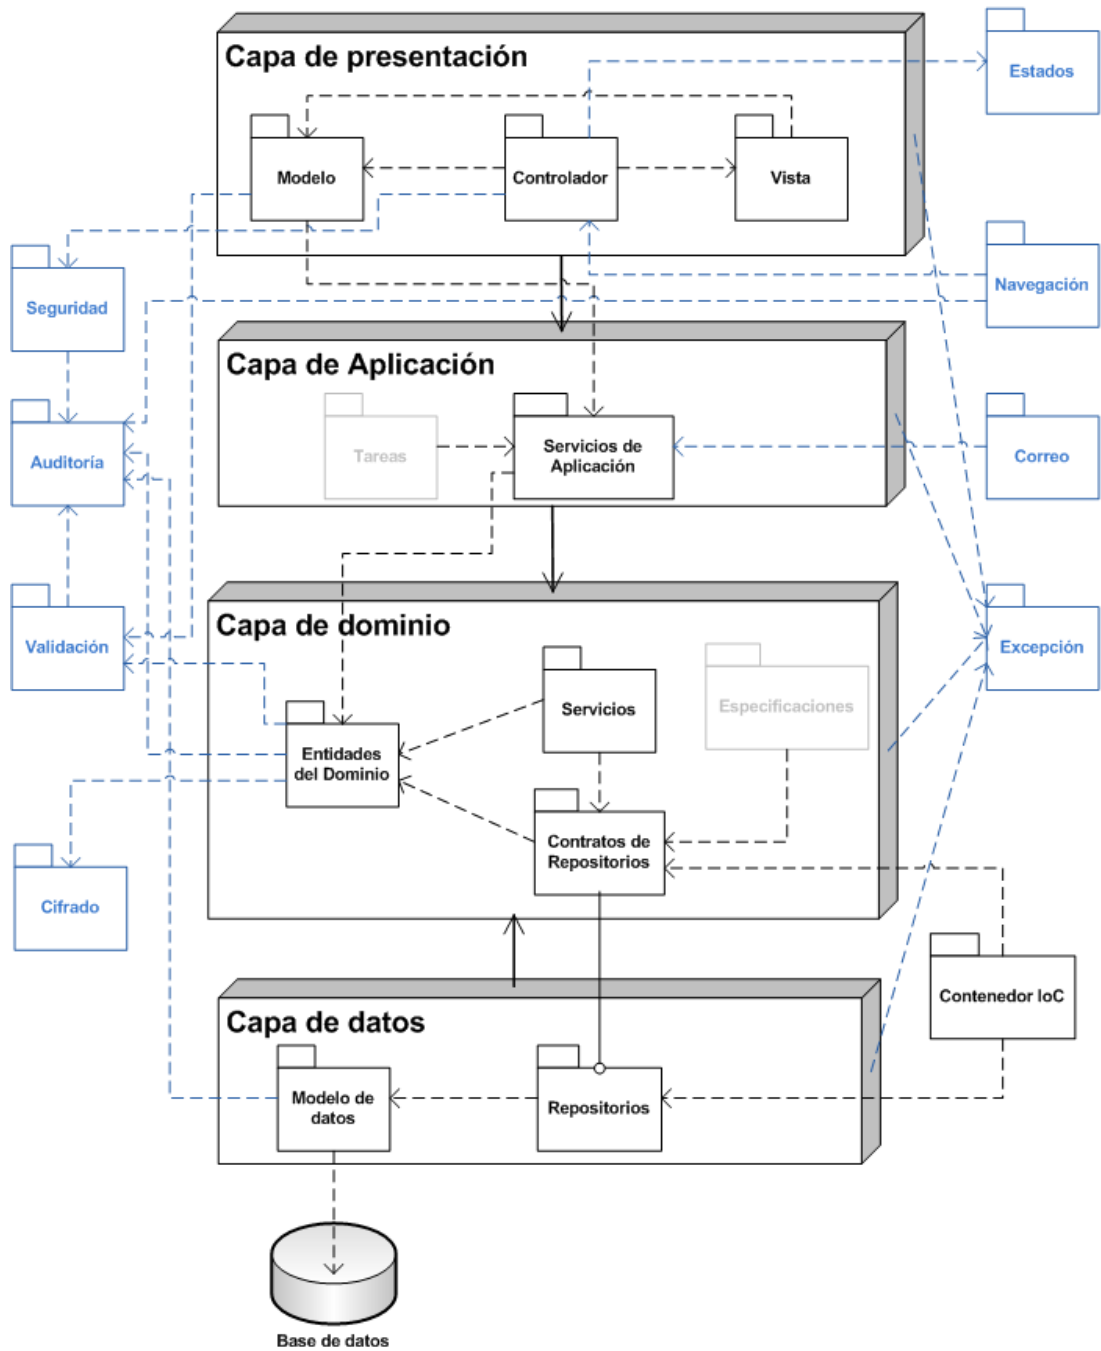 Capa de presentación
Estados
Modelo
Controlador
Vista
Seguridad
Navegación
Capa de Aplicación
Tareas
Servicios de
Aplicación
Auditoría
Correo
Capa de dominio
Validación
Servicios
Especificaciones
Excepción
Entidades
del Dominio
Contratos de
Repositorios
Cifrado
Contenedor IoC
Capa de datos
Modelo de
datos
Repositorios
Base de datos